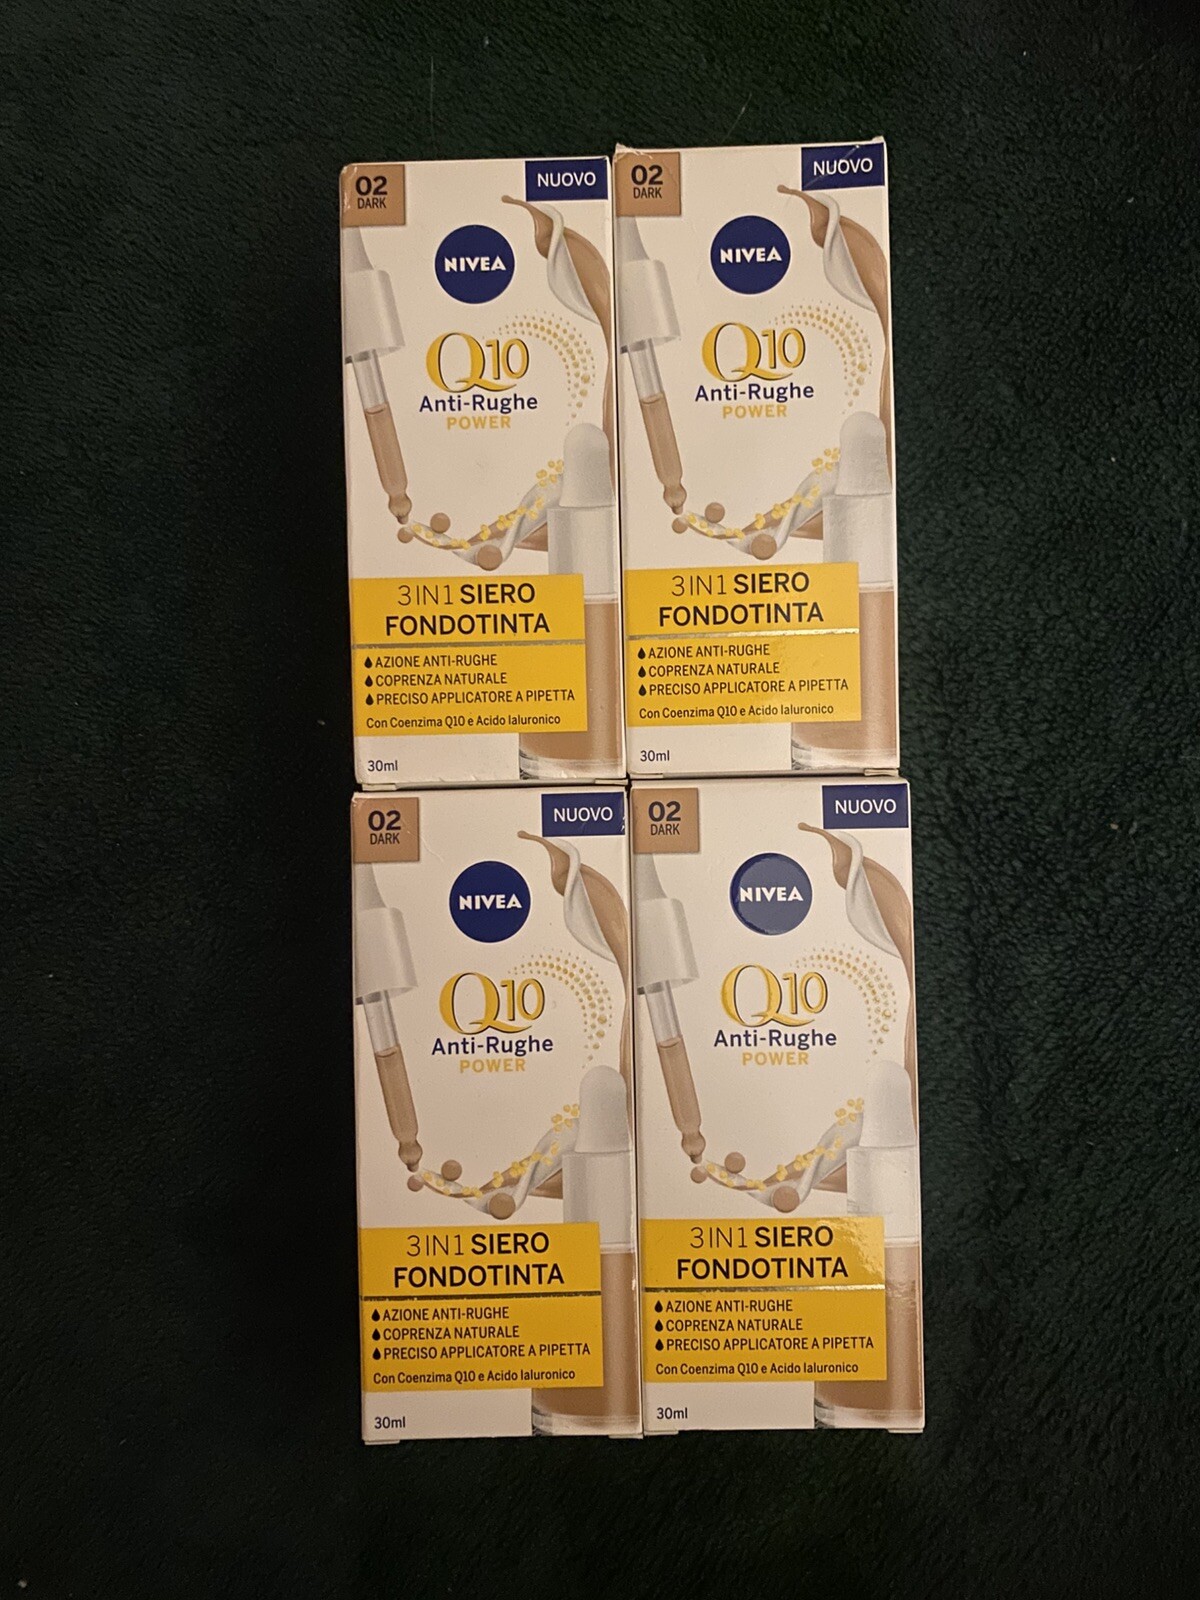 02
DARK
NUOVO
NIVEA
Q10
Anti-Rughe
POWER
3IN1 SIERO
FONDOTINTA
AZIONE ANTI-RUGHE
COPRENZA NATURALE
PRECISO APPLICATORE A PIPETTA
Con Coenzima Q10 e Acido Ialuronico
30ml
02
DARK
NUOVO
NIVEA
Q10
Anti-Rughe
POWER
3IN1 SIERO
FONDOTINTA
AZIONE ANTI-RUGHE
COPRENZA NATURALE
PRECISO APPLICATORE A PIPETTA
Con Coenzima Q10 e Acido Ialuronico
30ml
02
DARK
NUOVO
NIVEA
Q10
Anti-Rughe
POWER
3IN1 SIERO
FONDOTINTA
AZIONE ANTI-RUGHE
COPRENZA NATURALE
PRECISO APPLICATORE A PIPETTA
Con Coenzima Q10 e Acido Ialuronico
30ml
02
DARK
NUOVO
NIVEA
Q10
Anti-Rughe
POWER
3IN1 SIERO
FONDOTINTA
AZIONE ANTI-RUGHE
COPRENZA NATURALE
PRECISO APPLICATORE A PIPETTA
Con Coenzima Q10 e Acido Ialuronico
30ml